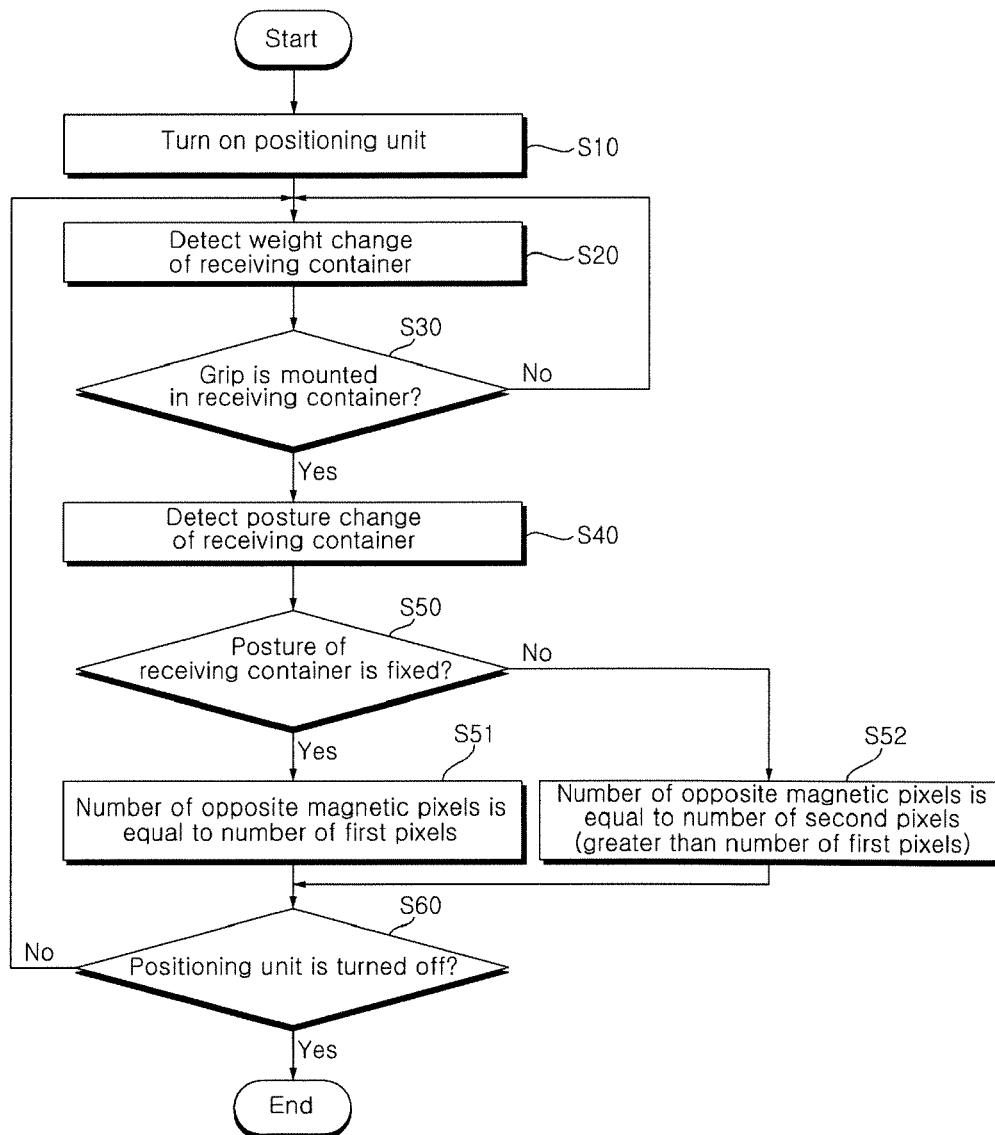 Start
Turn on positioning unit
S10
Detect weight change
of receiving container
S20
S30
Grip is mounted
in receiving container?
No
Yes
Detect posture change
of receiving container
S40
S50
Posture of
receiving container is fixed?
No
Yes
S51
S52
Number of opposite magnetic pixels is
equal to number of first pixels
Number of opposite magnetic pixels is
equal to number of second pixels
(greater than number of first pixels)
S60
No
Positioning unit is turned off?
Yes
End